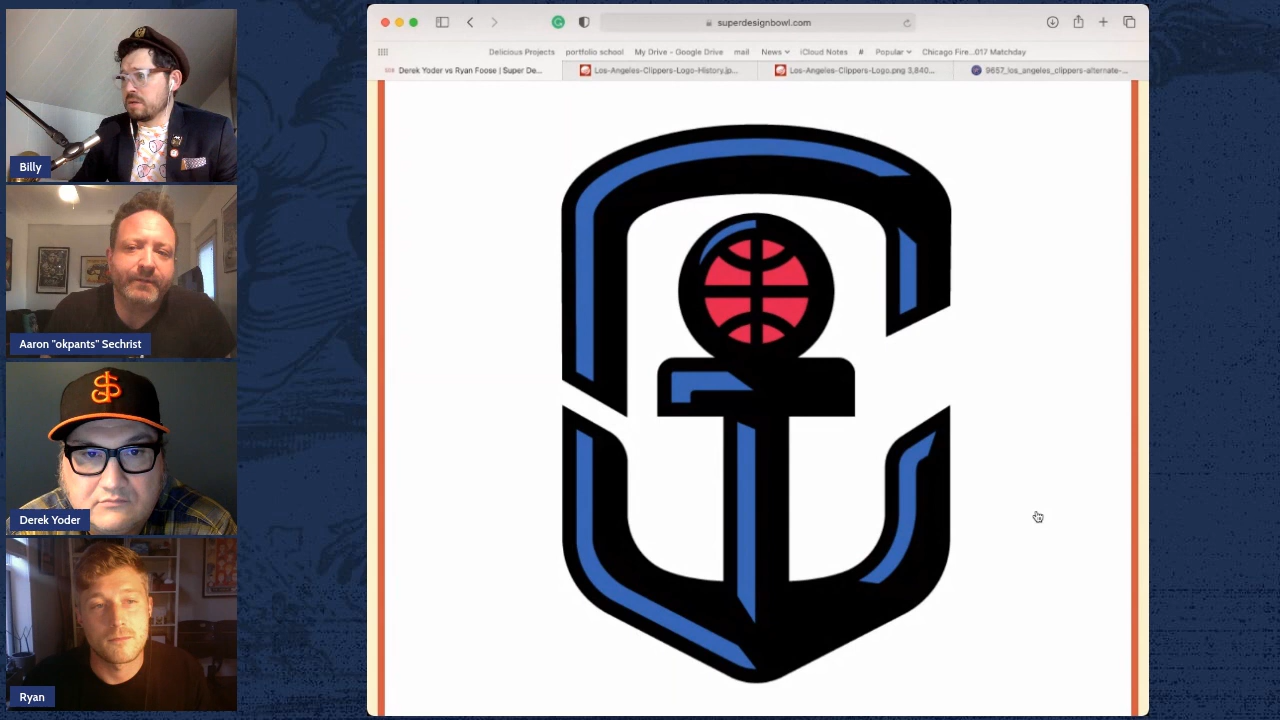 superdesignbowl.com
Delicious Projects portfolio school My Drive - Google Drive mail News iCloud Notes # Popular Chicago Fire...017 Matchday
Derek Yoder vs Ryan Foose | Super De... Los-Angeles-Clippers-Logo-History.jp... Los-Angeles-Clippers-Logo.png 3,840... 9657_los_angeles_clippers-alternate-...
Billy
Aaron "okpants" Sechrist
Derek Yoder
Ryan